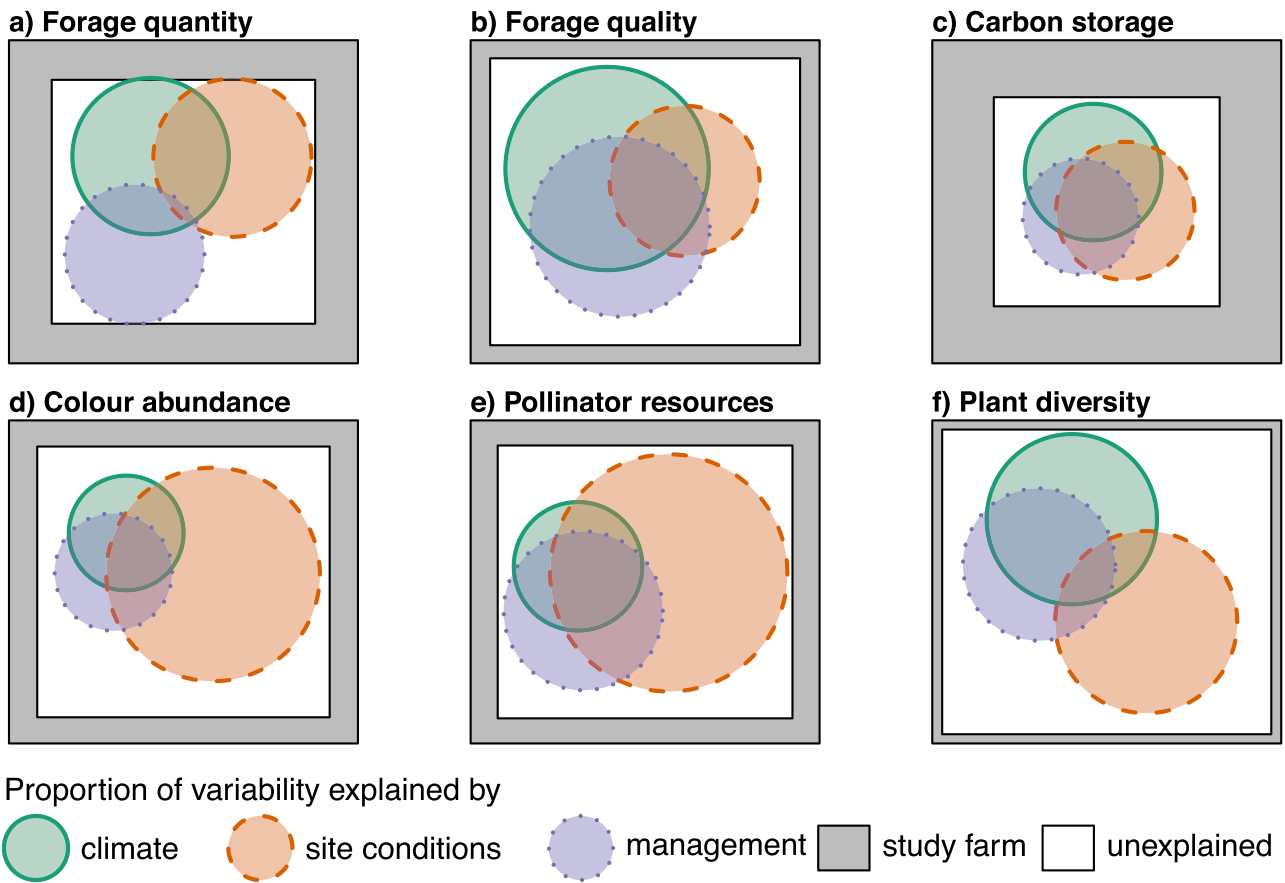 a) Forage quantity
b) Forage quality
c) Carbon storage
d) Colour abundance
e) Pollinator resources
f) Plant diversity
Proportion of variability explained by
climate
site conditions
management
study farm
unexplained